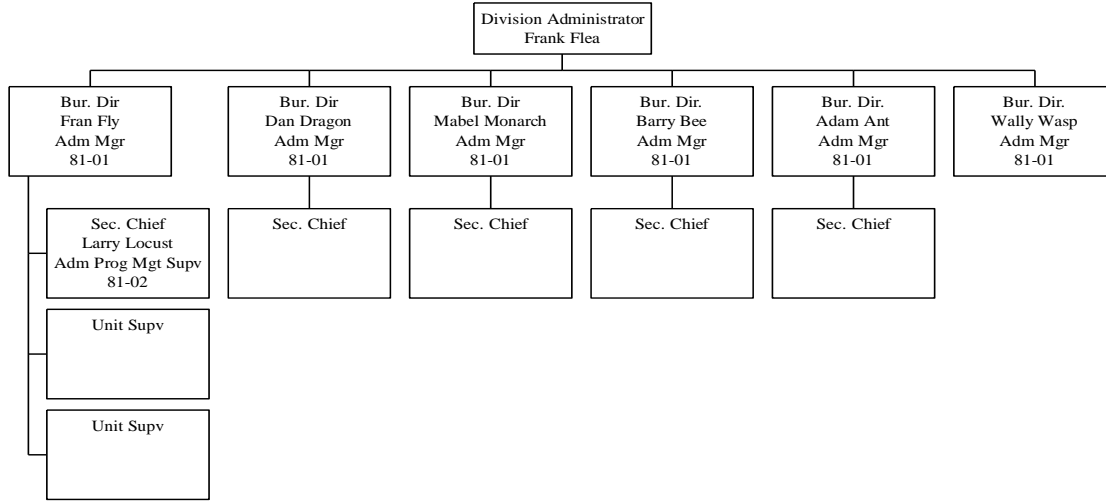 Division Administrator
Frank Flea
Bur. Dir
Fran Fly
Adm Mgr
81-01
Bur. Dir
Dan Dragon
Adm Mgr
81-01
Bur. Dir
Mabel Monarch
Adm Mgr
81-01
Bur. Dir.
Barry Bee
Adm Mgr
81-01
Bur. Dir.
Adam Ant
Adm Mgr
81-01
Bur. Dir.
Wally Wasp
Adm Mgr
81-01
Sec. Chief
Larry Locust
Adm Prog Mgt Supv
81-02
Sec. Chief
Sec. Chief
Sec. Chief
Sec. Chief
Unit Supv
Unit Supv